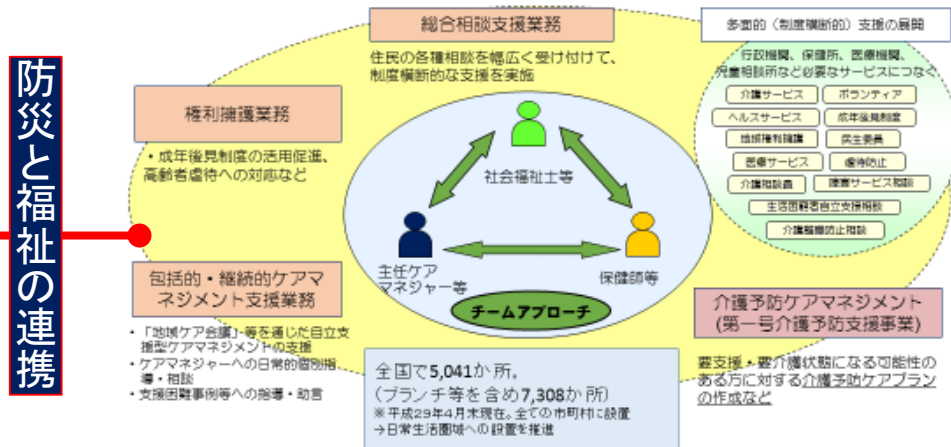 防災と福祉の連携
総合相談支援業務
住民の各種相談を幅広く受け付けて、
制度横断的な支援を実施
多面的（制度横断的）支援の展開
行政機関、保健所、医療機関、
児童相談所など必要なサービスにつなぐ
介護サービス
ボランティア
ヘルスサービス
成年後見制度
地域権利擁護
民生委員
医療サービス
虐待防止
介護相談員
障害サービス相談
生活困窮者自立支援相談
介護離職防止相談
権利擁護業務
・成年後見制度の活用促進、
高齢者虐待への対応など
社会福祉士等
主任ケア
マネジャー等
保健師等
チームアプローチ
包括的・継続的ケアマ
ネジメント支援業務
・「地域ケア会議」等を通じた自立支
援型ケアマネジメントの支援
・ケアマネジャーへの日常的個別指
導・相談
・支援困難事例等への指導・助言
全国で5,041か所。
(ブランチ等を含め7,308か所)
※平成29年4月末現在。全ての市町村に設置
→日常生活圏域への設置を推進
介護予防ケアマネジメント
(第一号介護予防支援事業)
要支援・要介護状態になる可能性の
ある方に対する介護予防ケアプラン
の作成など